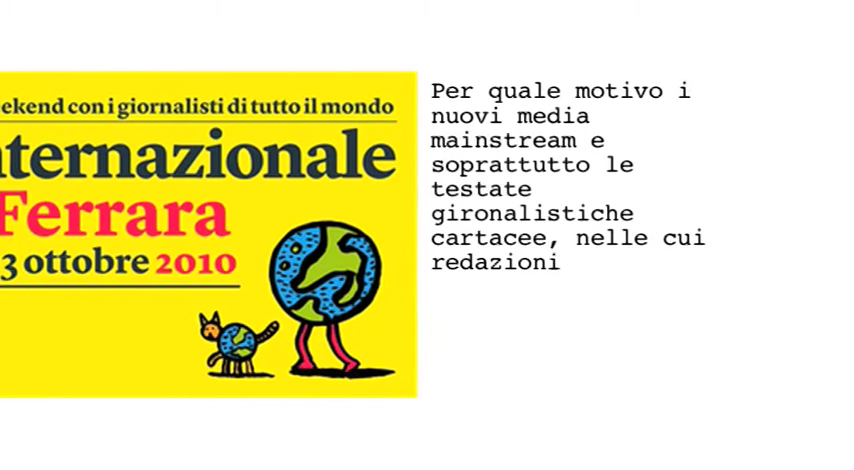 ekend con i giornalisti di tutto il mondo
nternazionale
Ferrara
3 ottobre 2010
Per quale motivo i
nuovi media
mainstream e
soprattutto le
testate
gironalistiche
cartacee, nelle cui
redazioni